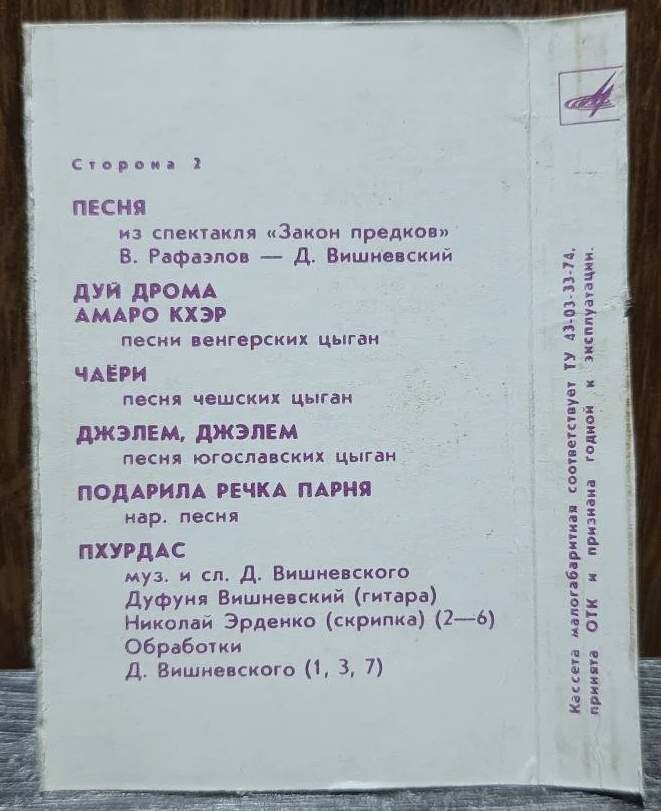 Сторона 2
ПЕСНЯ
из спектакля «Закон предков»
В. Рафаэлов — Д. Вишневский
ДУЙ ДРОМА
АМАРО КХЭР
песни венгерских цыган
ЧАЁРИ
песня чешских цыган
ДЖЭЛЕМ, ДЖЭЛЕМ
песня югославских цыган
ПОДАРИЛА РЕЧКА ПАРНЯ
нар. песня
ПХУРДАС
муз. и сл. Д. Вишневского
Дуфуня Вишневский (гитара)
Николай Эрденко (скрипка) (2—6)
Обработки
Д. Вишневского (1, 3, 7)
Кассета малогабаритная соответствует ТУ 43-03-33-74,
принята ОТК и признана годной к эксплуатации.